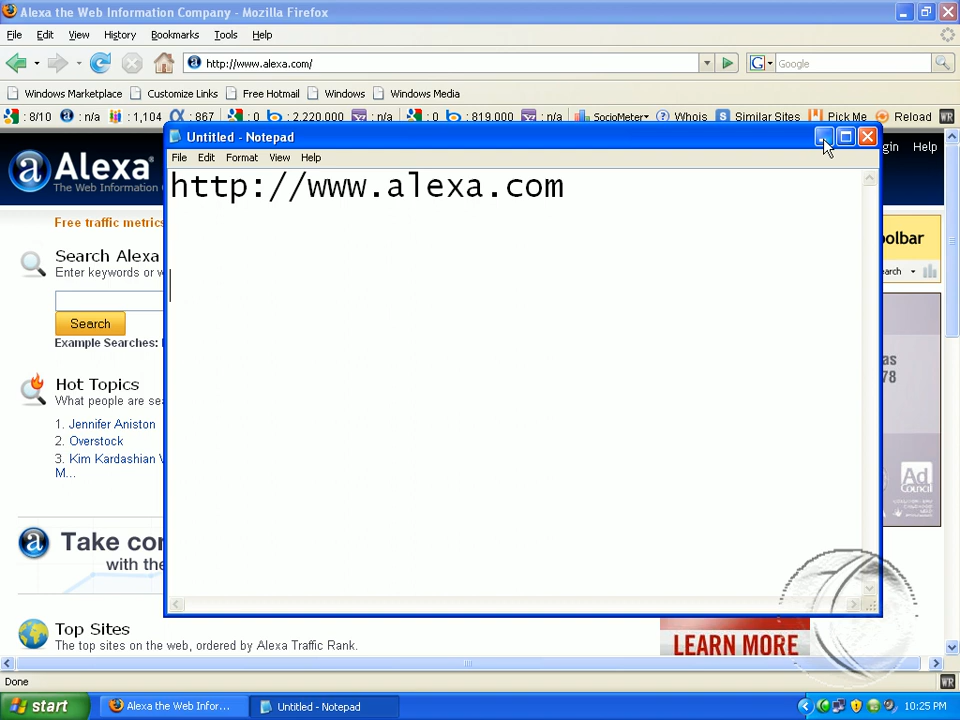 Alexa the Web Information Company - Mozilla Firefox
File Edit View History Bookmarks Tools Help
http://www.alexa.com/
G Google
Windows Marketplace Customize Links Free Hotmail Windows Windows Media
: 8/10 : n/a : 1,104 : 867 : 0 : 2,220,000 : n/a : 0 : 819,000 : n/a SocioMeter Whois Similar Sites Pick Me Reload WR
Untitled - Notepad
File Edit Format View Help
Alexa
The Web Information
Help
http://www.alexa.com
Free traffic metrics
Search Alexa
Enter keywords or
Search
Example Searches:
Hot Topics
What people are
1. Jennifer Aniston
2. Overstock
3. Kim Kardashian
M...
Ad
Council
Take
with the
Top Sites
The top sites on the web, ordered by Alexa Traffic Rank.
LEARN MORE
Done WR
start Alexa the Web Infor... Untitled - Notepad 10:25 PM